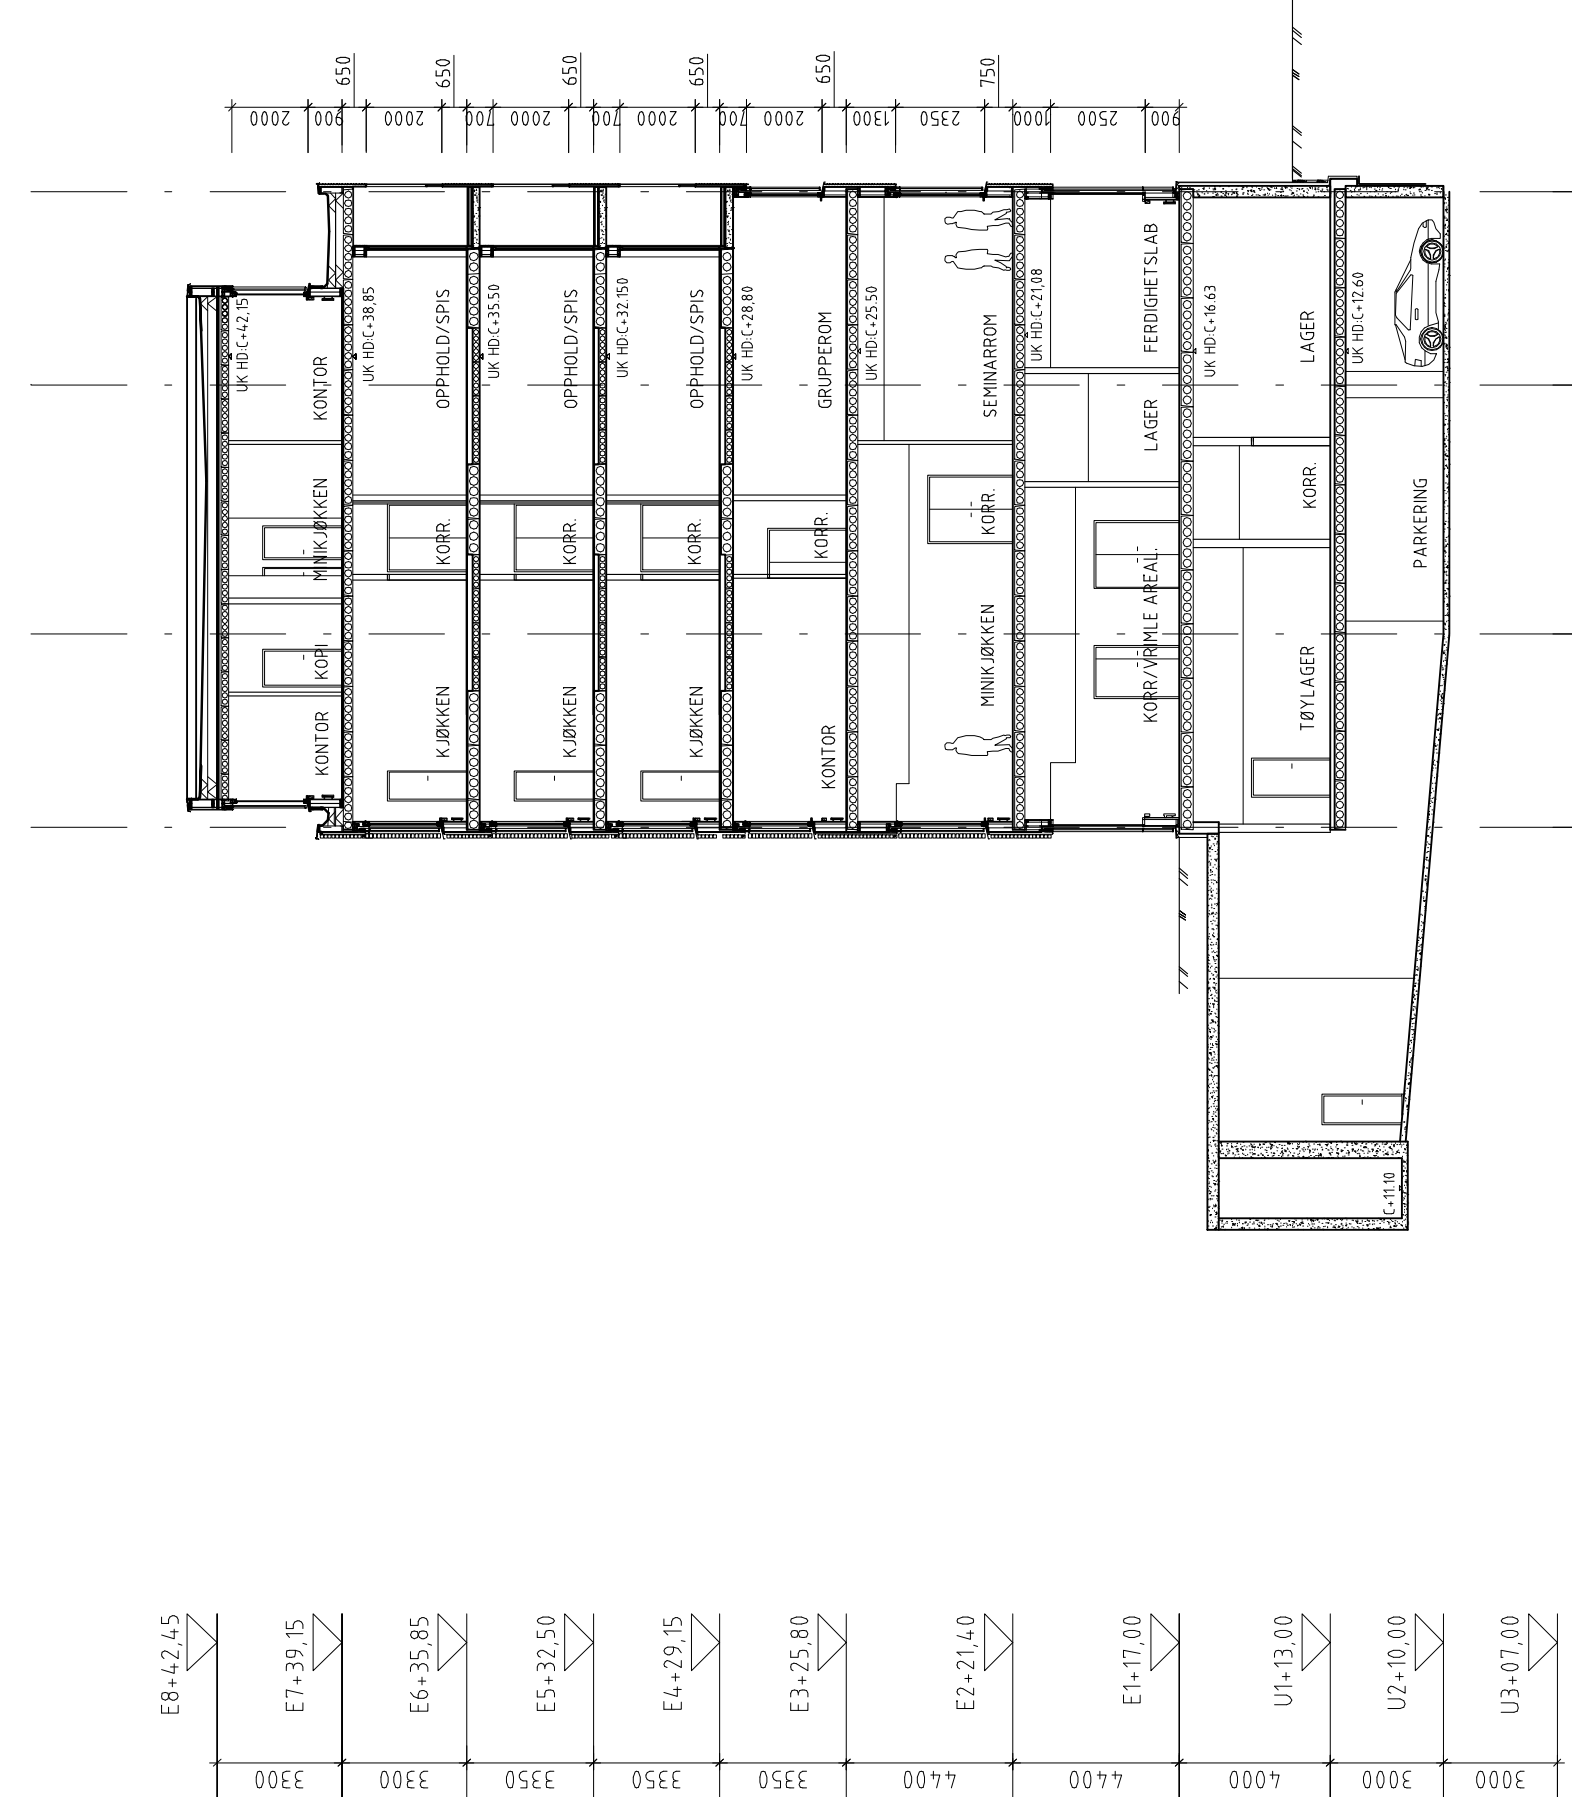 650
650
650
650
650
750
2000
900
2000
700
2000
700
2000
700
2000
1300
2350
1000
2500
900
UK HD:C+42,15
KONTOR
MINIKJØKKEN
KOPI
KONTOR
UK HD:C+38,85
OPPHOLD/SPIS
KORR.
KJØKKEN
UK HD:C+35.50
OPPHOLD/SPIS
KORR.
KJØKKEN
UK HD:C+32.150
OPPHOLD/SPIS
KORR.
KJØKKEN
UK HD:C+28,80
GRUPPEROM
KORR.
KONTOR
UK HD:C+25.50
SEMINARROM
KORR.
MINIKJØKKEN
UK HD:C+21,08
FERDIGHETSLAB
LAGER
KORR/VRIMLE AREAL.
UK HD:C+16.63
LAGER
KORR.
TØYLAGER
UK HD:C+12.60
PARKERING
C+11.10
E8+42,45
E7+39,15
E6+35,85
E5+32,50
E4+29,15
E3+25,80
E2+21,40
E1+17,00
U1+13,00
U2+10,00
U3+07,00
3300
3300
3350
3350
3350
4400
4400
4000
3000
3000